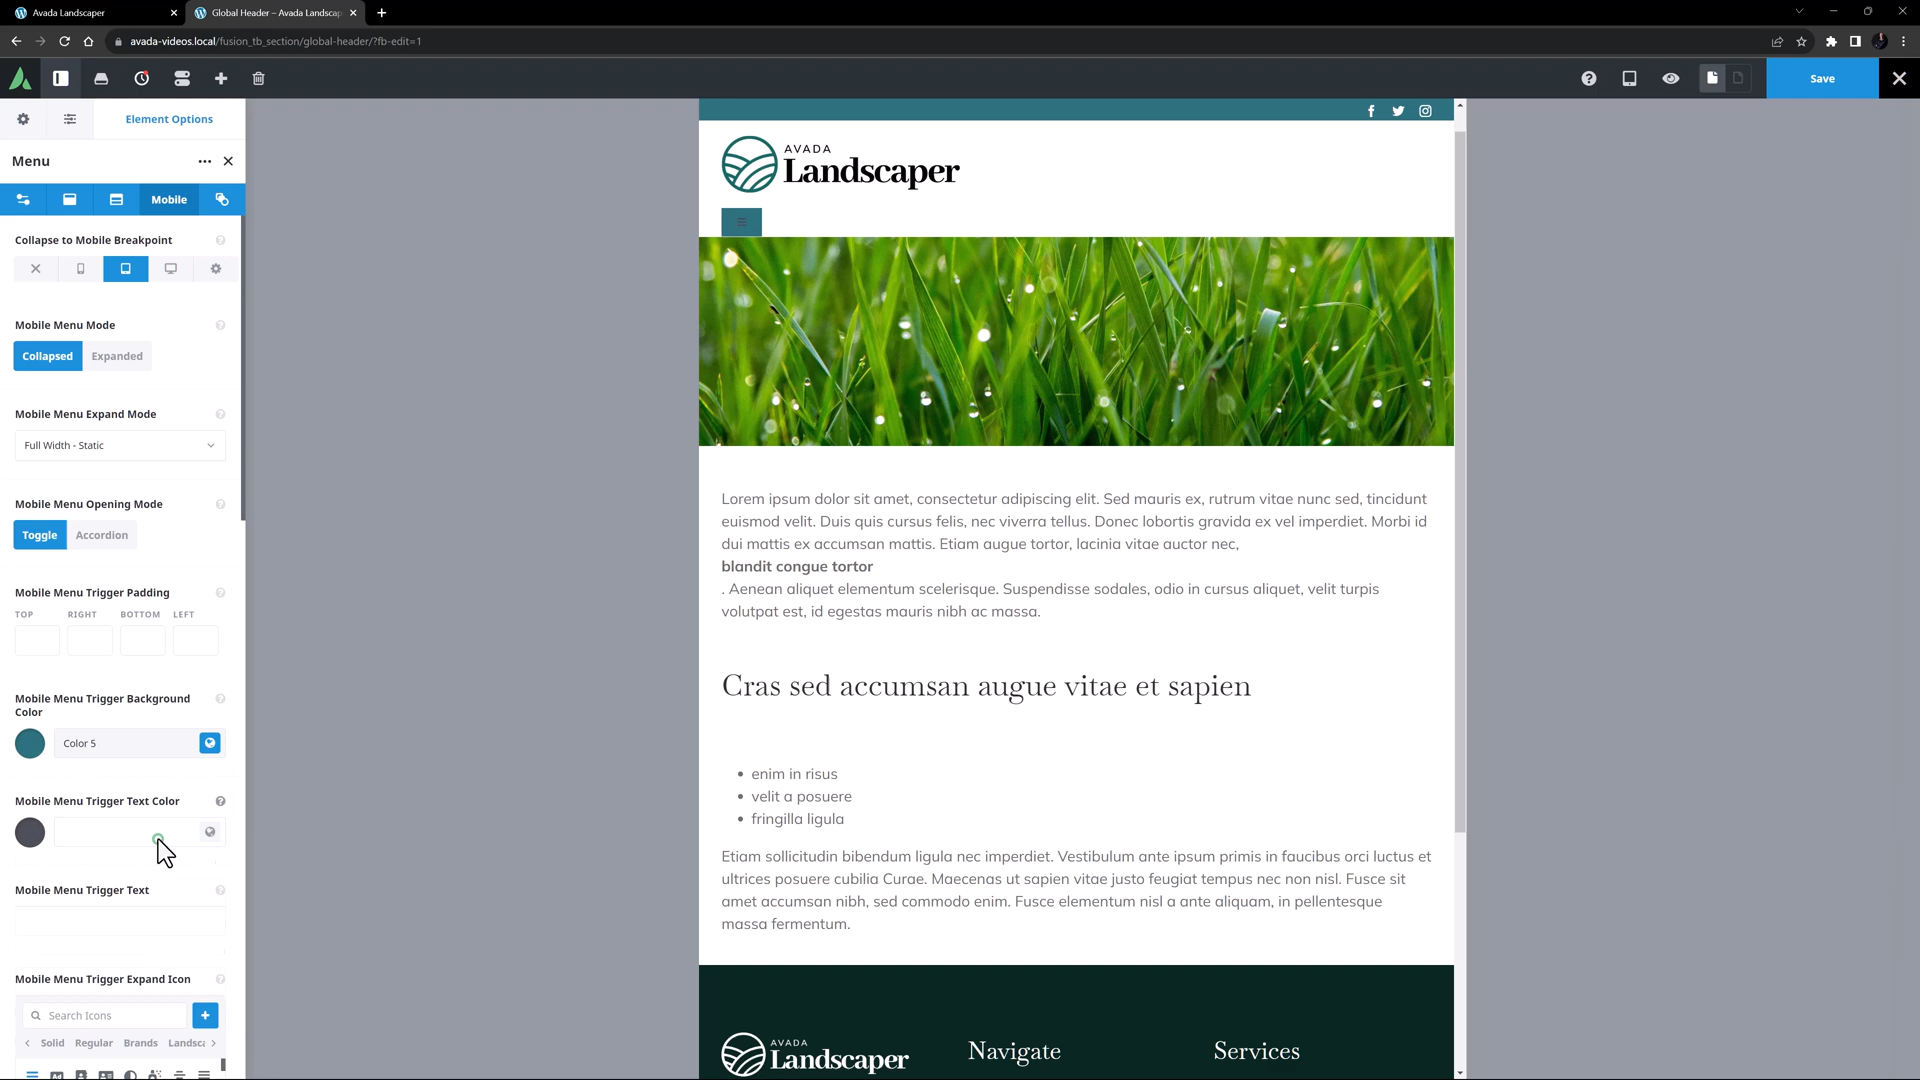 Avada Landscaper
Global Header – Avada Landscap
avada-videos.local/fusion_tb_section/global-header/?fb-edit=1
Save
Element Options
Menu
Mobile
Collapse to Mobile Breakpoint
Mobile Menu Mode
Collapsed
Expanded
Mobile Menu Expand Mode
Full Width - Static
Mobile Menu Opening Mode
Toggle
Accordion
Mobile Menu Trigger Padding
TOP RIGHT BOTTOM LEFT
Mobile Menu Trigger Background
Color
Color 5
Mobile Menu Trigger Text Color
Mobile Menu Trigger Text
Mobile Menu Trigger Expand Icon
Search Icons
Solid Regular Brands Landsca
AVADA
Landscaper
Lorem ipsum dolor sit amet, consectetur adipiscing elit. Sed mauris ex, rutrum vitae nunc sed, tincidunt
euismod velit. Duis quis cursus felis, nec viverra tellus. Donec lobortis gravida ex vel imperdiet. Morbi id
dui mattis ex accumsan mattis. Etiam augue tortor, lacinia vitae auctor nec,
blandit congue tortor
. Aenean aliquet elementum scelerisque. Suspendisse sodales, odio in cursus aliquet, velit turpis
volutpat est, id egestas mauris nibh ac massa.
Cras sed accumsan augue vitae et sapien
• enim in risus
• velit a posuere
• fringilla ligula
Etiam sollicitudin bibendum ligula nec imperdiet. Vestibulum ante ipsum primis in faucibus orci luctus et
ultrices posuere cubilia Curae. Maecenas ut sapien vitae justo feugiat tempus nec non nisl. Fusce sit
amet accumsan nibh, sed commodo enim. Fusce elementum nisl a ante aliquam, in pellentesque
massa fermentum.
AVADA
Landscaper
Navigate
Services